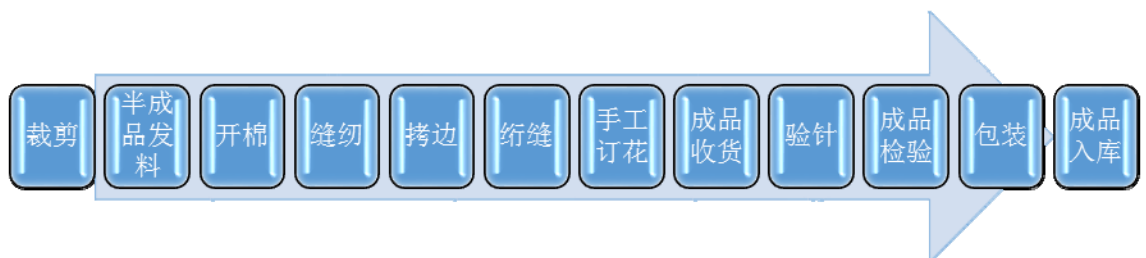 裁剪
半成
品发
料
开棉
缝纫
拷边
绗缝
手工
订花
成品
收货
验针
成品
检验
包装
成品
入库